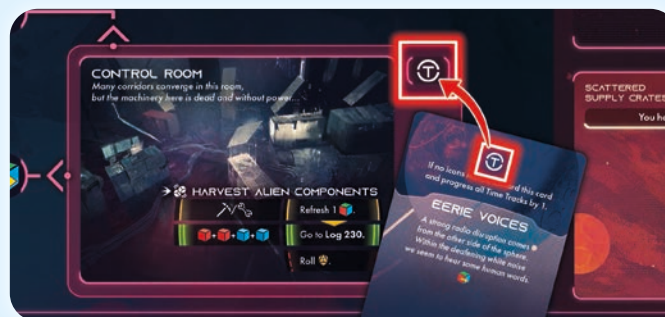 CONTROL ROOM
Many corridors converge in this room,
but the machinery here is dead and without power...
HARVEST ALIEN COMPONENTS
Refresh 1
Go to Log 230.
Roll
T
T
If no icons
this card
and progress all Time Tracks by 1.
EERIE VOICES
A strong radio disruption comes
from the other side of the sphere.
Within the deafening white noise
we seem to hear some human words.
SCATTERED
SUPPLY CRATES
You